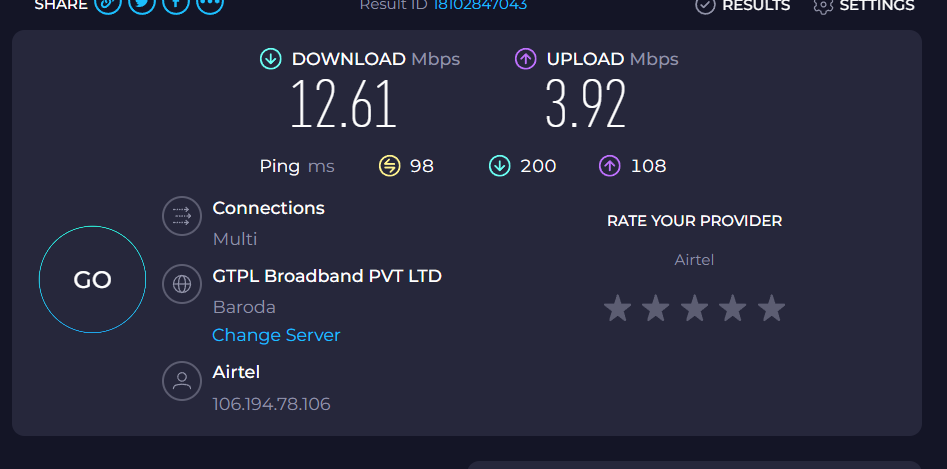 SHARE
Result ID 18102847043
RESULTS
SETTINGS
DOWNLOAD Mbps
UPLOAD Mbps
12.61
3.92
Ping ms 98 200 108
Connections
Multi
GTPL Broadband PVT LTD
Baroda
Change Server
Airtel
106.194.78.106
GO
RATE YOUR PROVIDER
Airtel